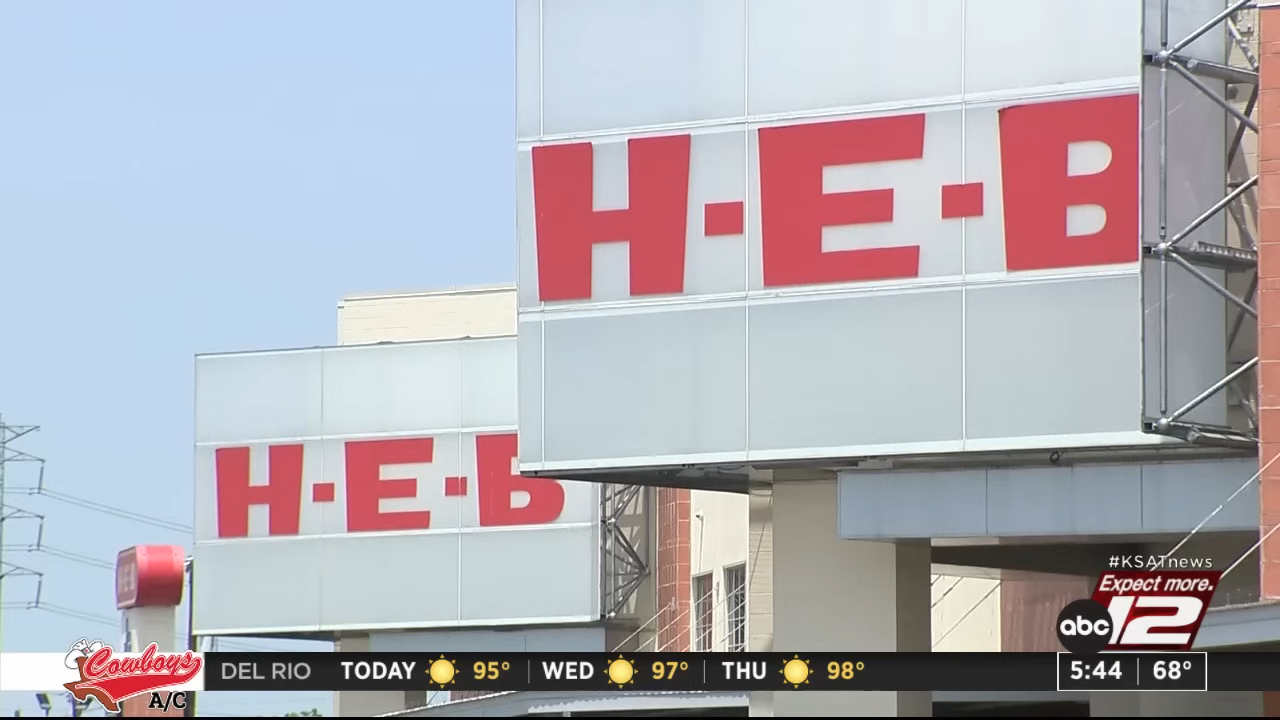 H·E·B
H·E·B
H·E·B
#KSATnews
Expect more.
abc 12
Cowboys
A/C
DEL RIO TODAY 95° WED 97° THU 98°
5:44 68°